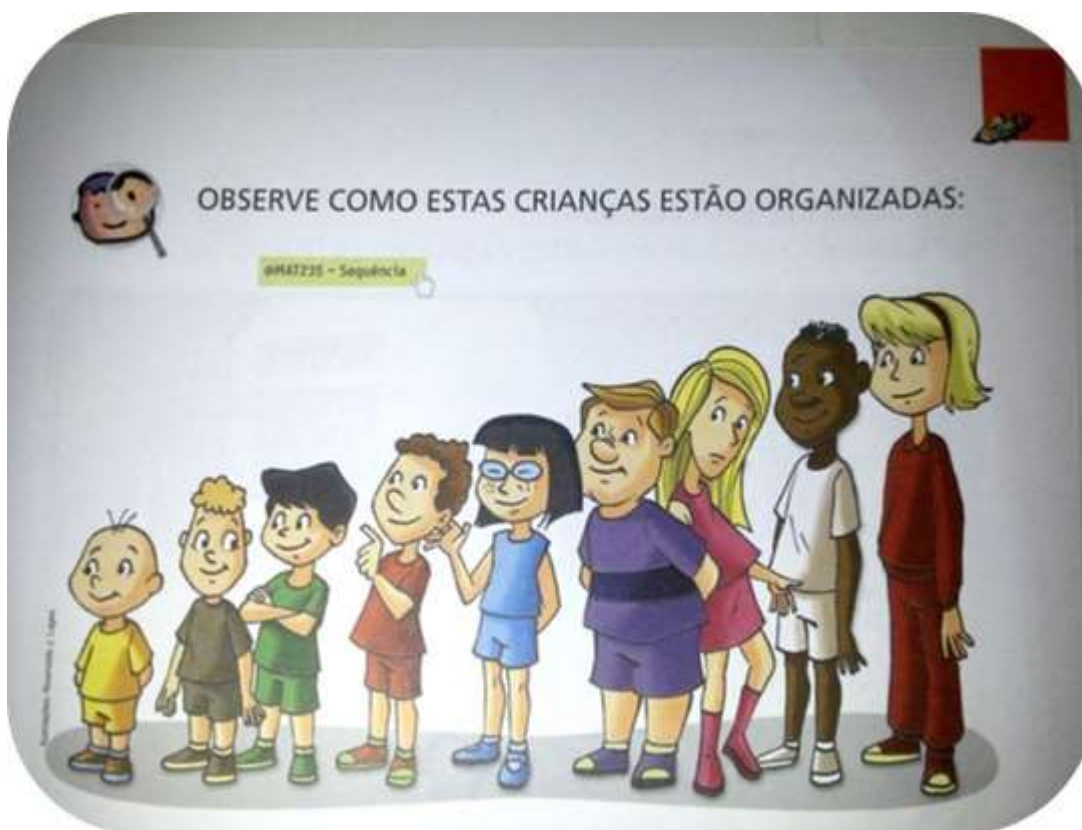 OBSERVE COMO ESTAS CRIANÇAS ESTÃO ORGANIZADAS:
@MAT235 – Sequência